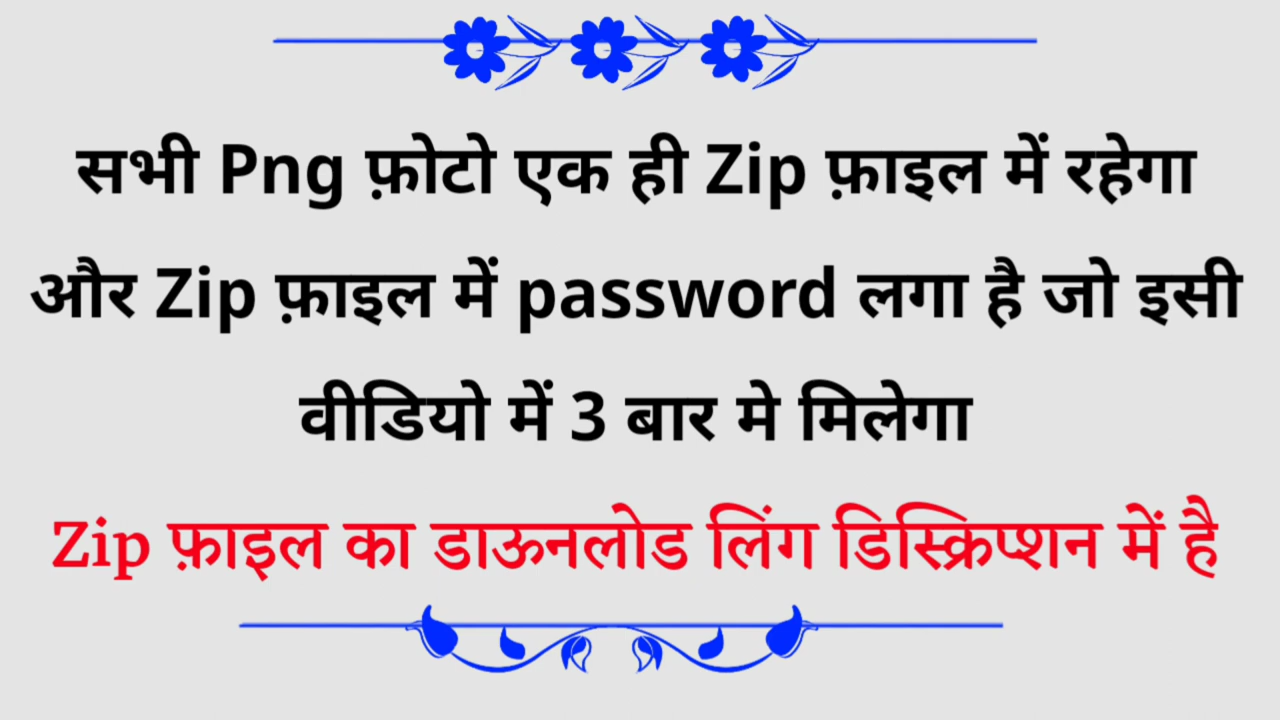 सभी Png फ़ोटो एक ही Zip फ़ाइल में रहेगा
और Zip फ़ाइल में password लगा है जो इसी
वीडियो में 3 बार मे मिलेगा
Zip फ़ाइल का डाऊनलोड लिंग डिस्क्रिप्शन में है